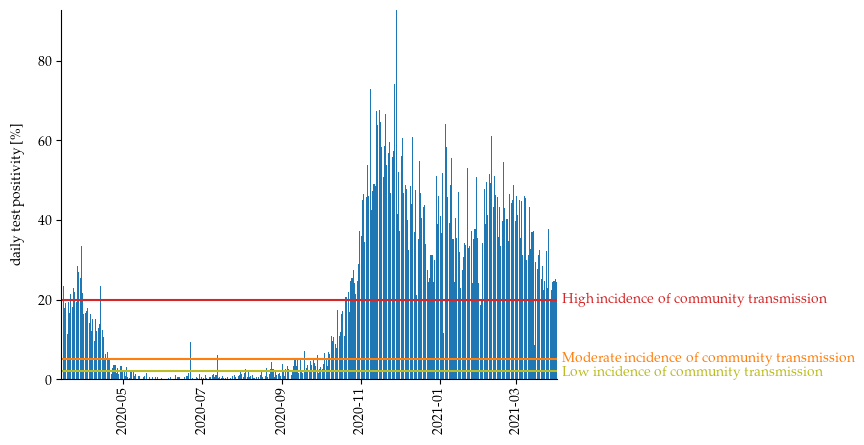 daily test positivity [%]
80
60
40
20
0
High incidence of community transmission
Moderate incidence of community transmission
Low incidence of community transmission
2020-05
2020-07
2020-09
2020-11
2021-01
2021-03